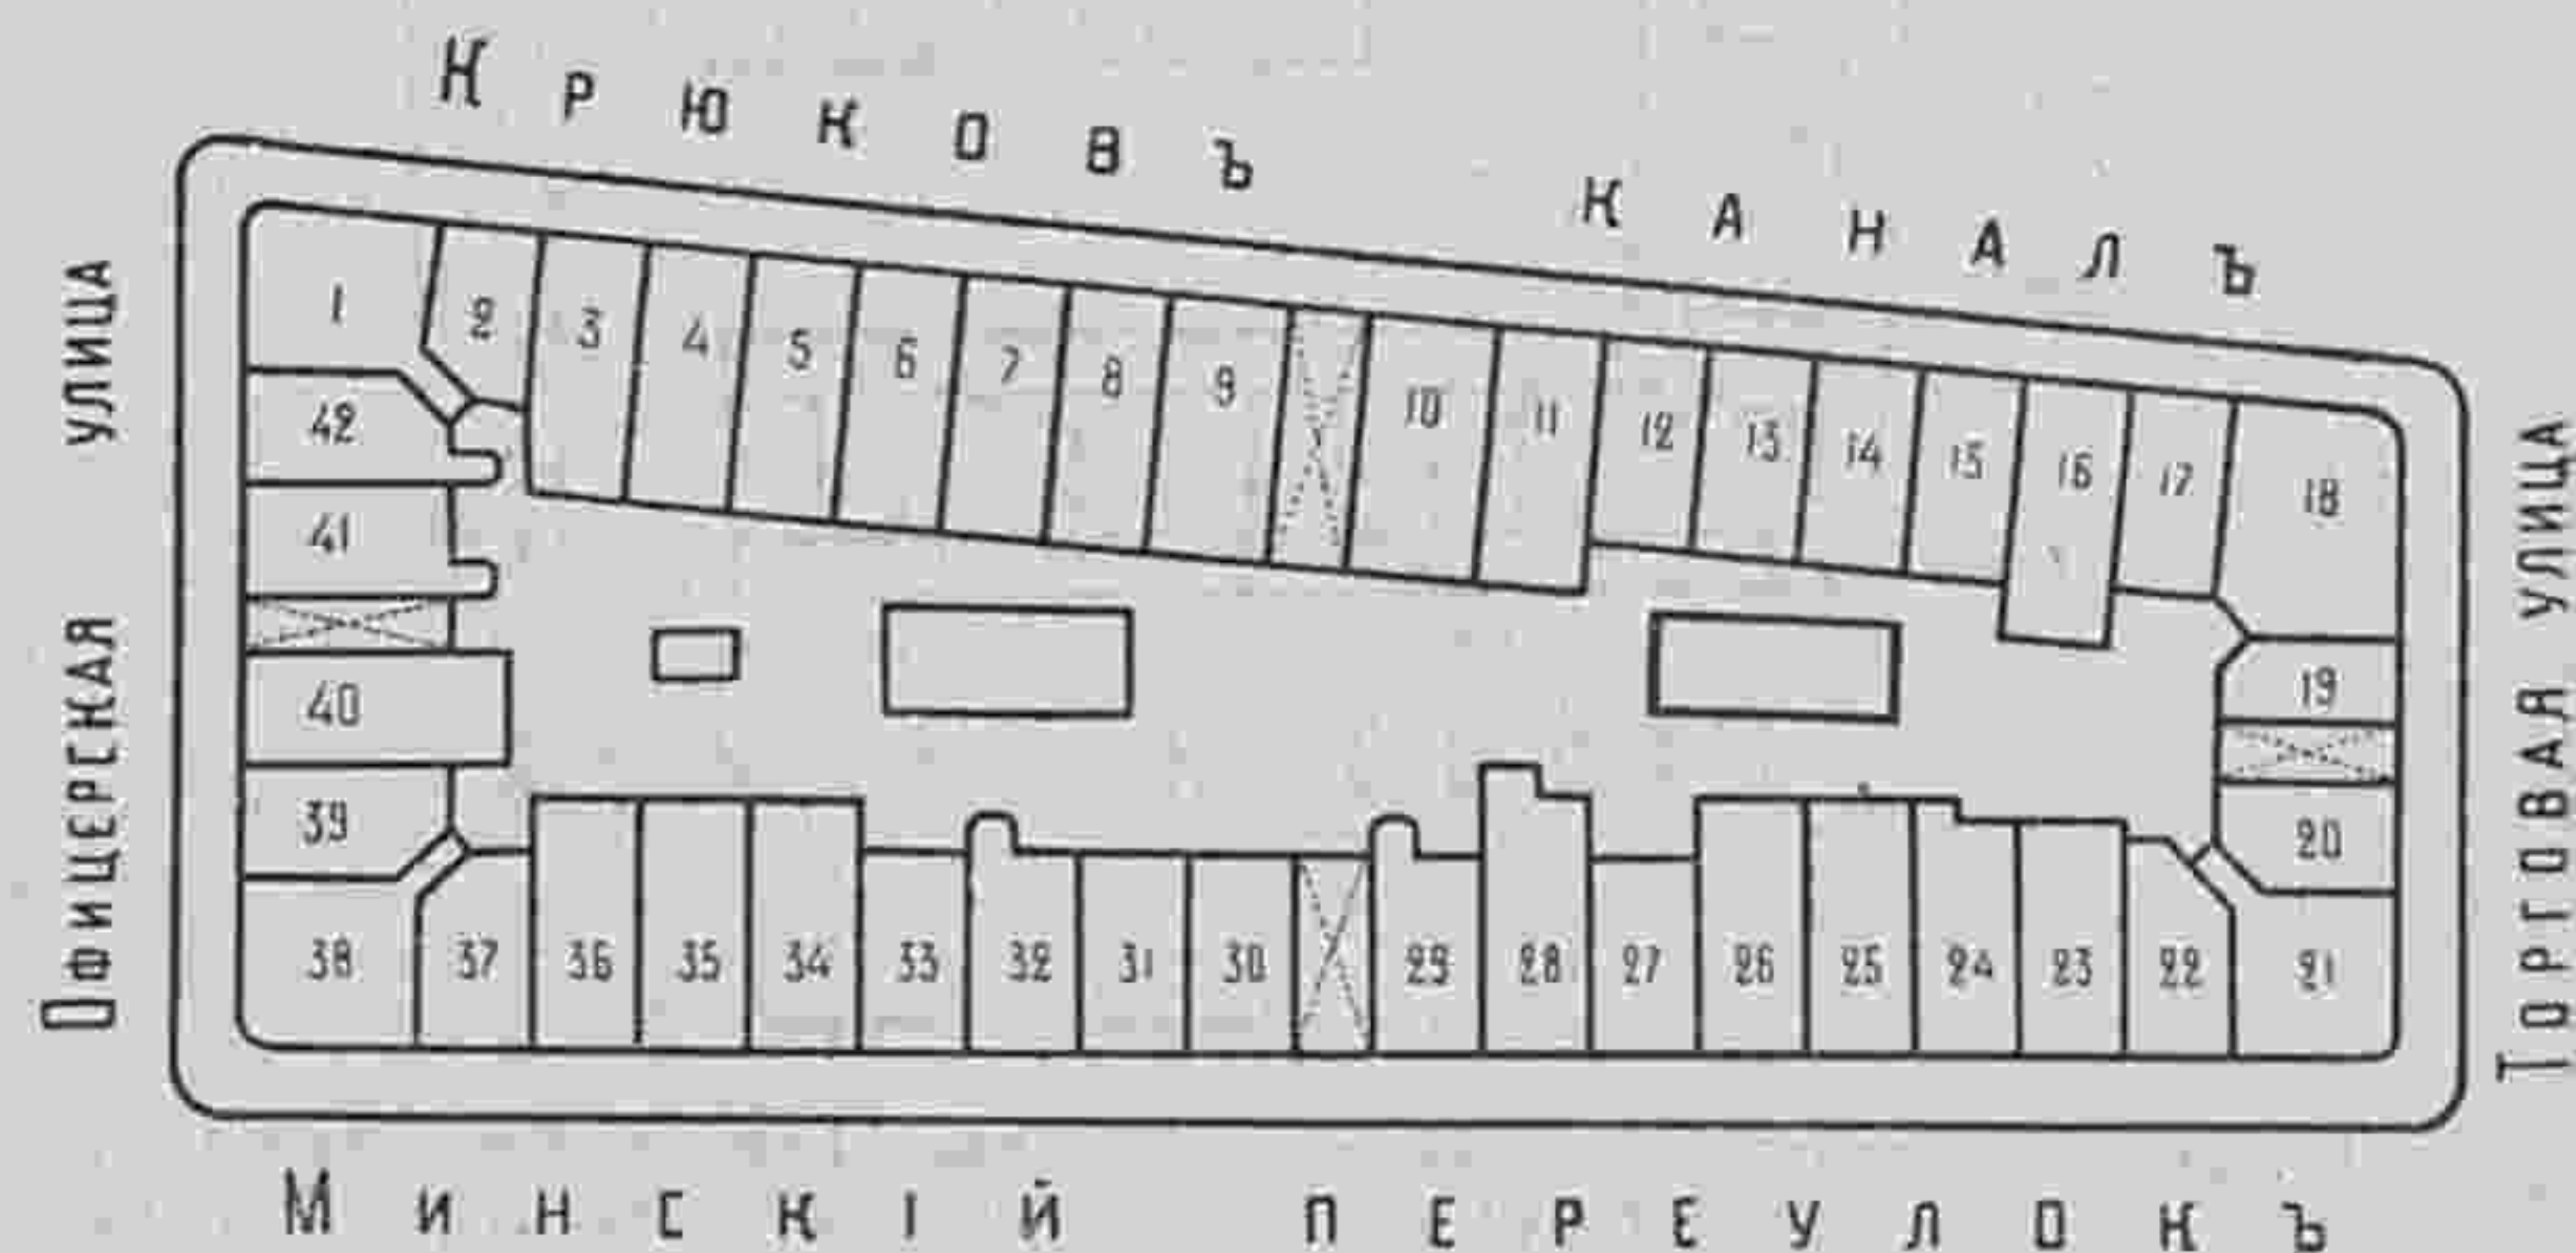 Крюковъ каналъ
1 2 3 4 5 6 7 8 9 10 11 12 13 14 15 16 17 18
42
41
40
39
19
20
38 37 36 35 34 33 32 31 30 29 28 27 26 25 24 23 22 21
Офицерская улица
Торговая улица
Минскій переулокъ